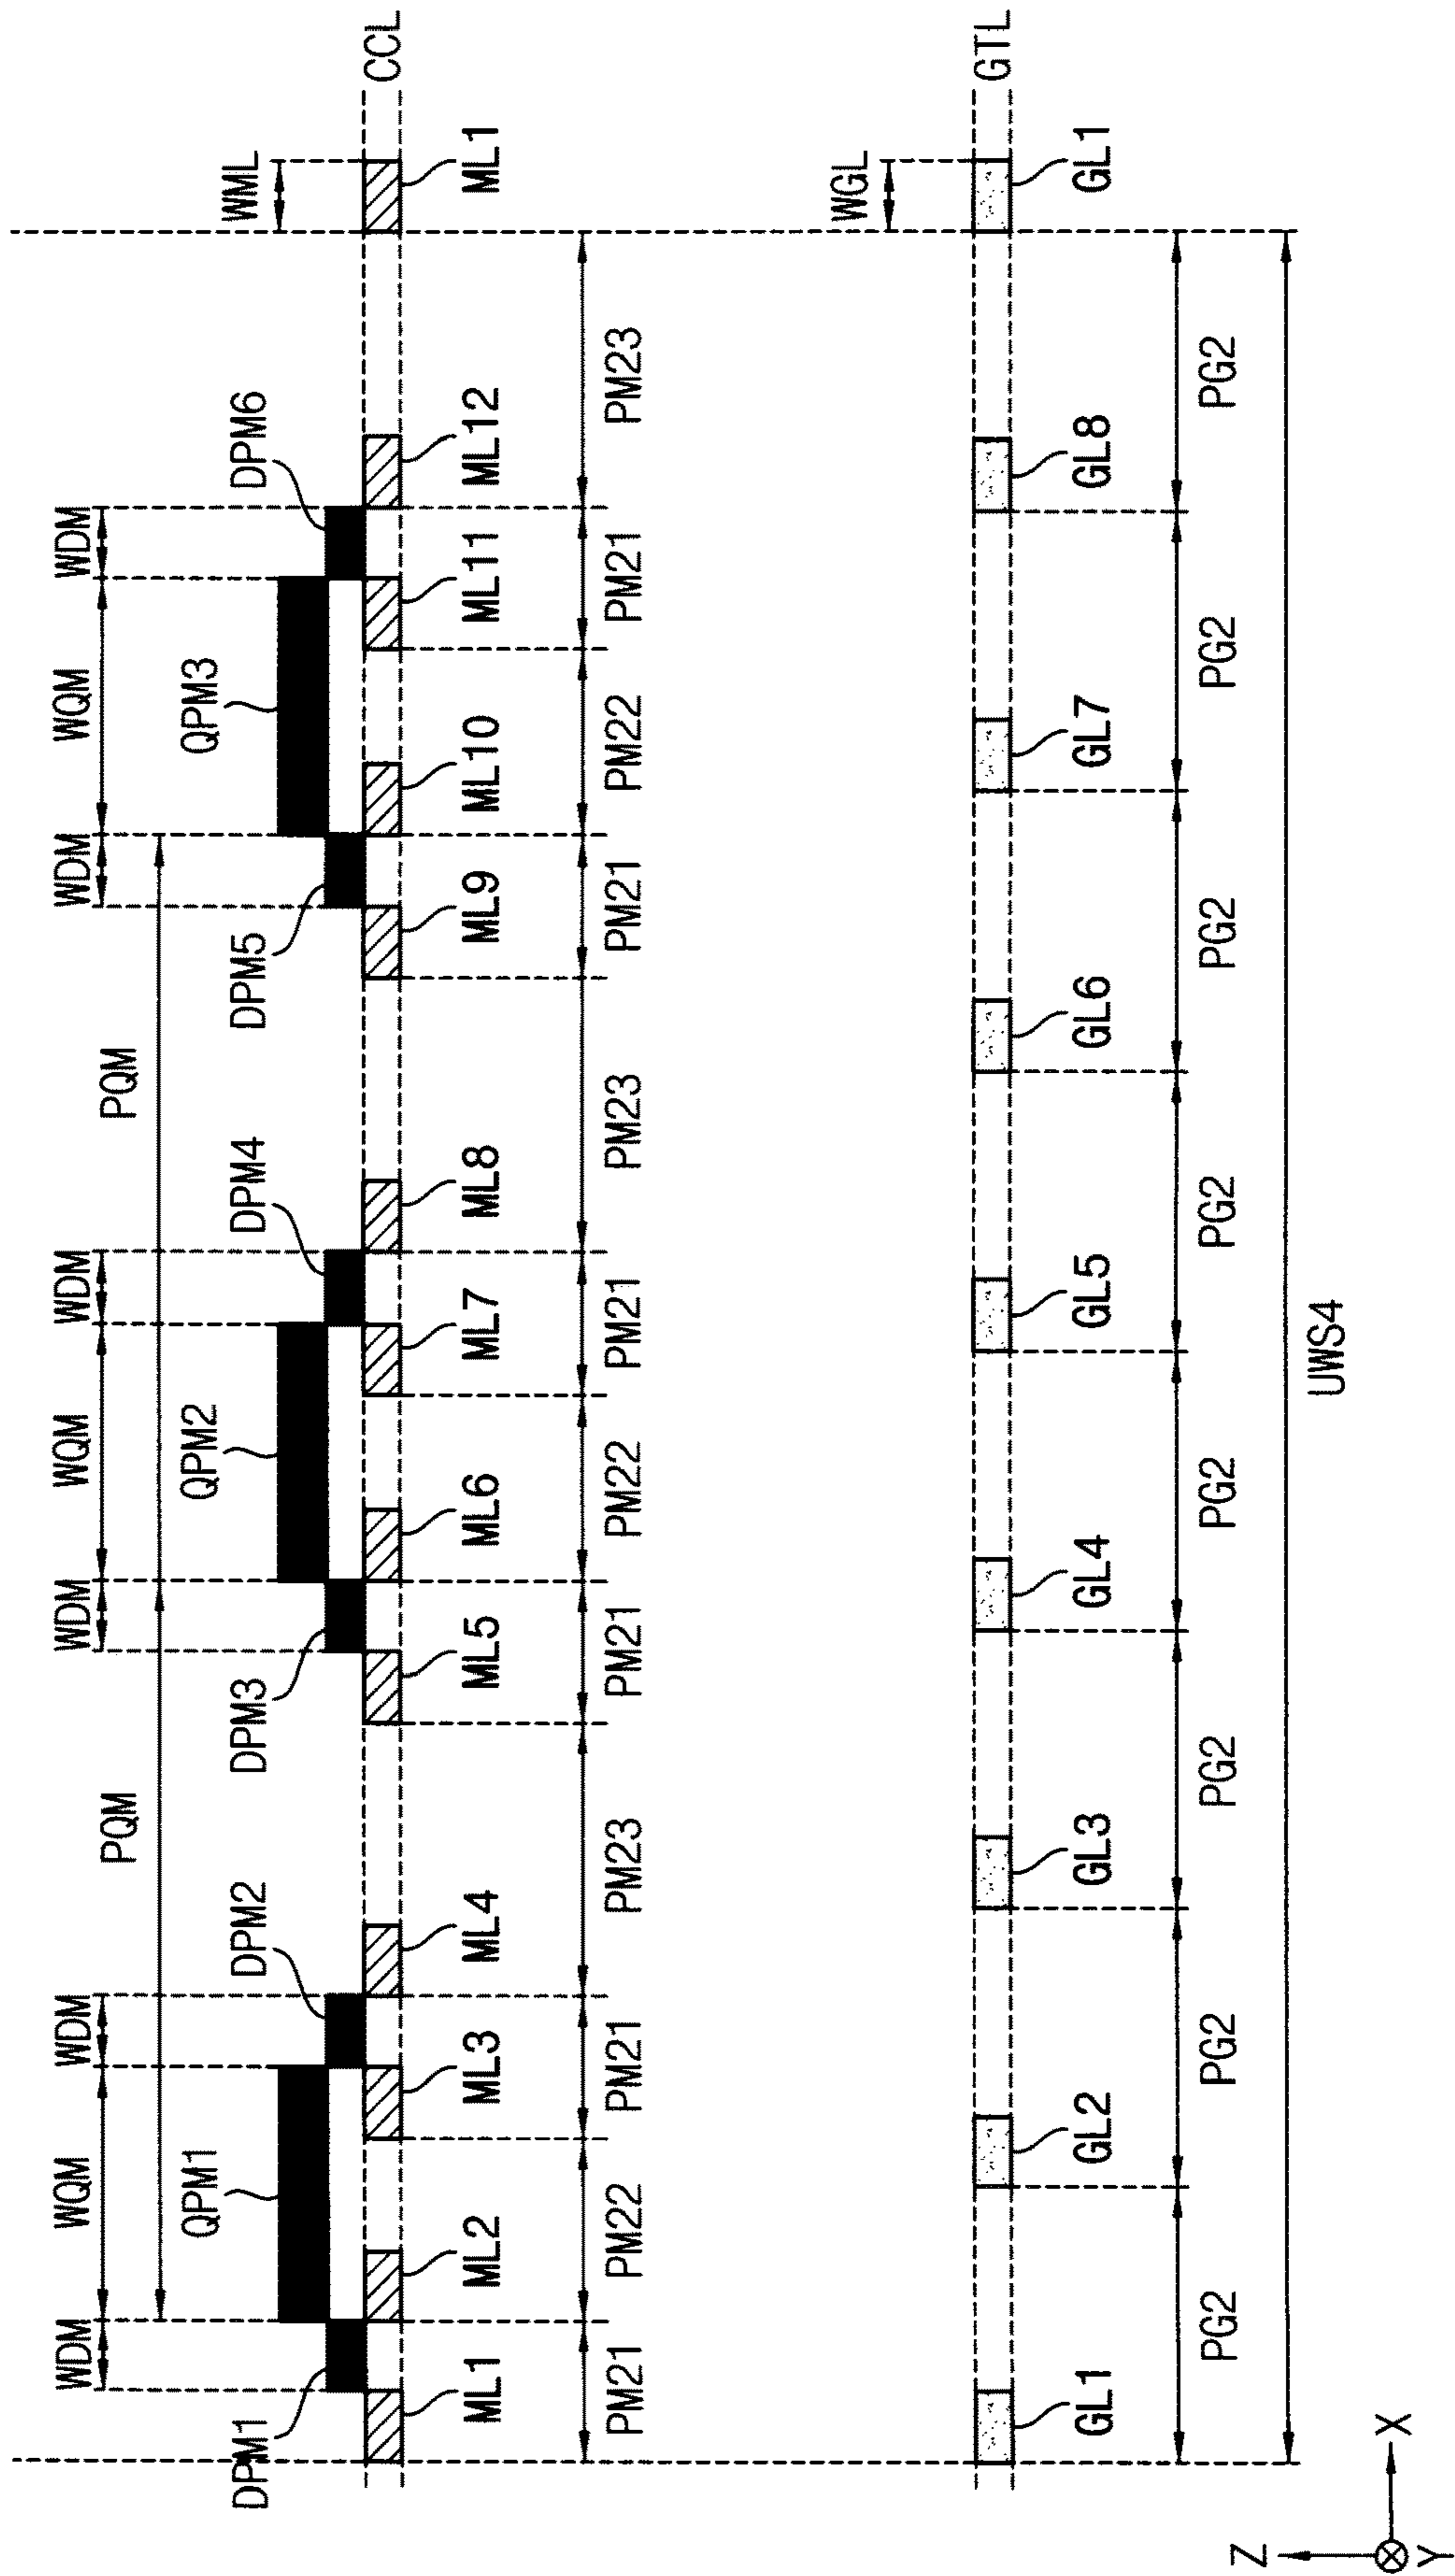 WDM WQM WDM WDM WQM WDM WDM WQM WDM
PQM PQM
QPM1 QPM2 QPM3
DPM1 DPM2 DPM3 DPM4 DPM5 DPM6 WML
CCL
ML1 ML2 ML3 ML4 ML5 ML6 ML7 ML8 ML9 ML10 ML11 ML12 ML1
PM21 PM22 PM21 PM23 PM21 PM22 PM21 PM23 PM21 PM22 PM21 PM23
WGL
GTL
GL1 GL2 GL3 GL4 GL5 GL6 GL7 GL8 GL1
PG2 PG2 PG2 PG2 PG2 PG2 PG2 PG2
UWS4
Z
X
Y